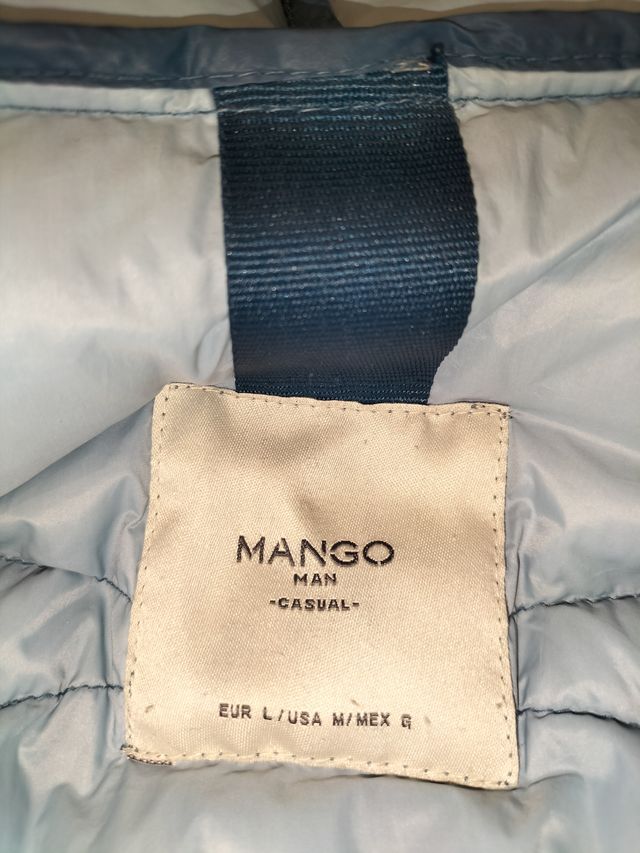 MANGO
MAN
-CASUAL-
EUR L/USA M/MEX G